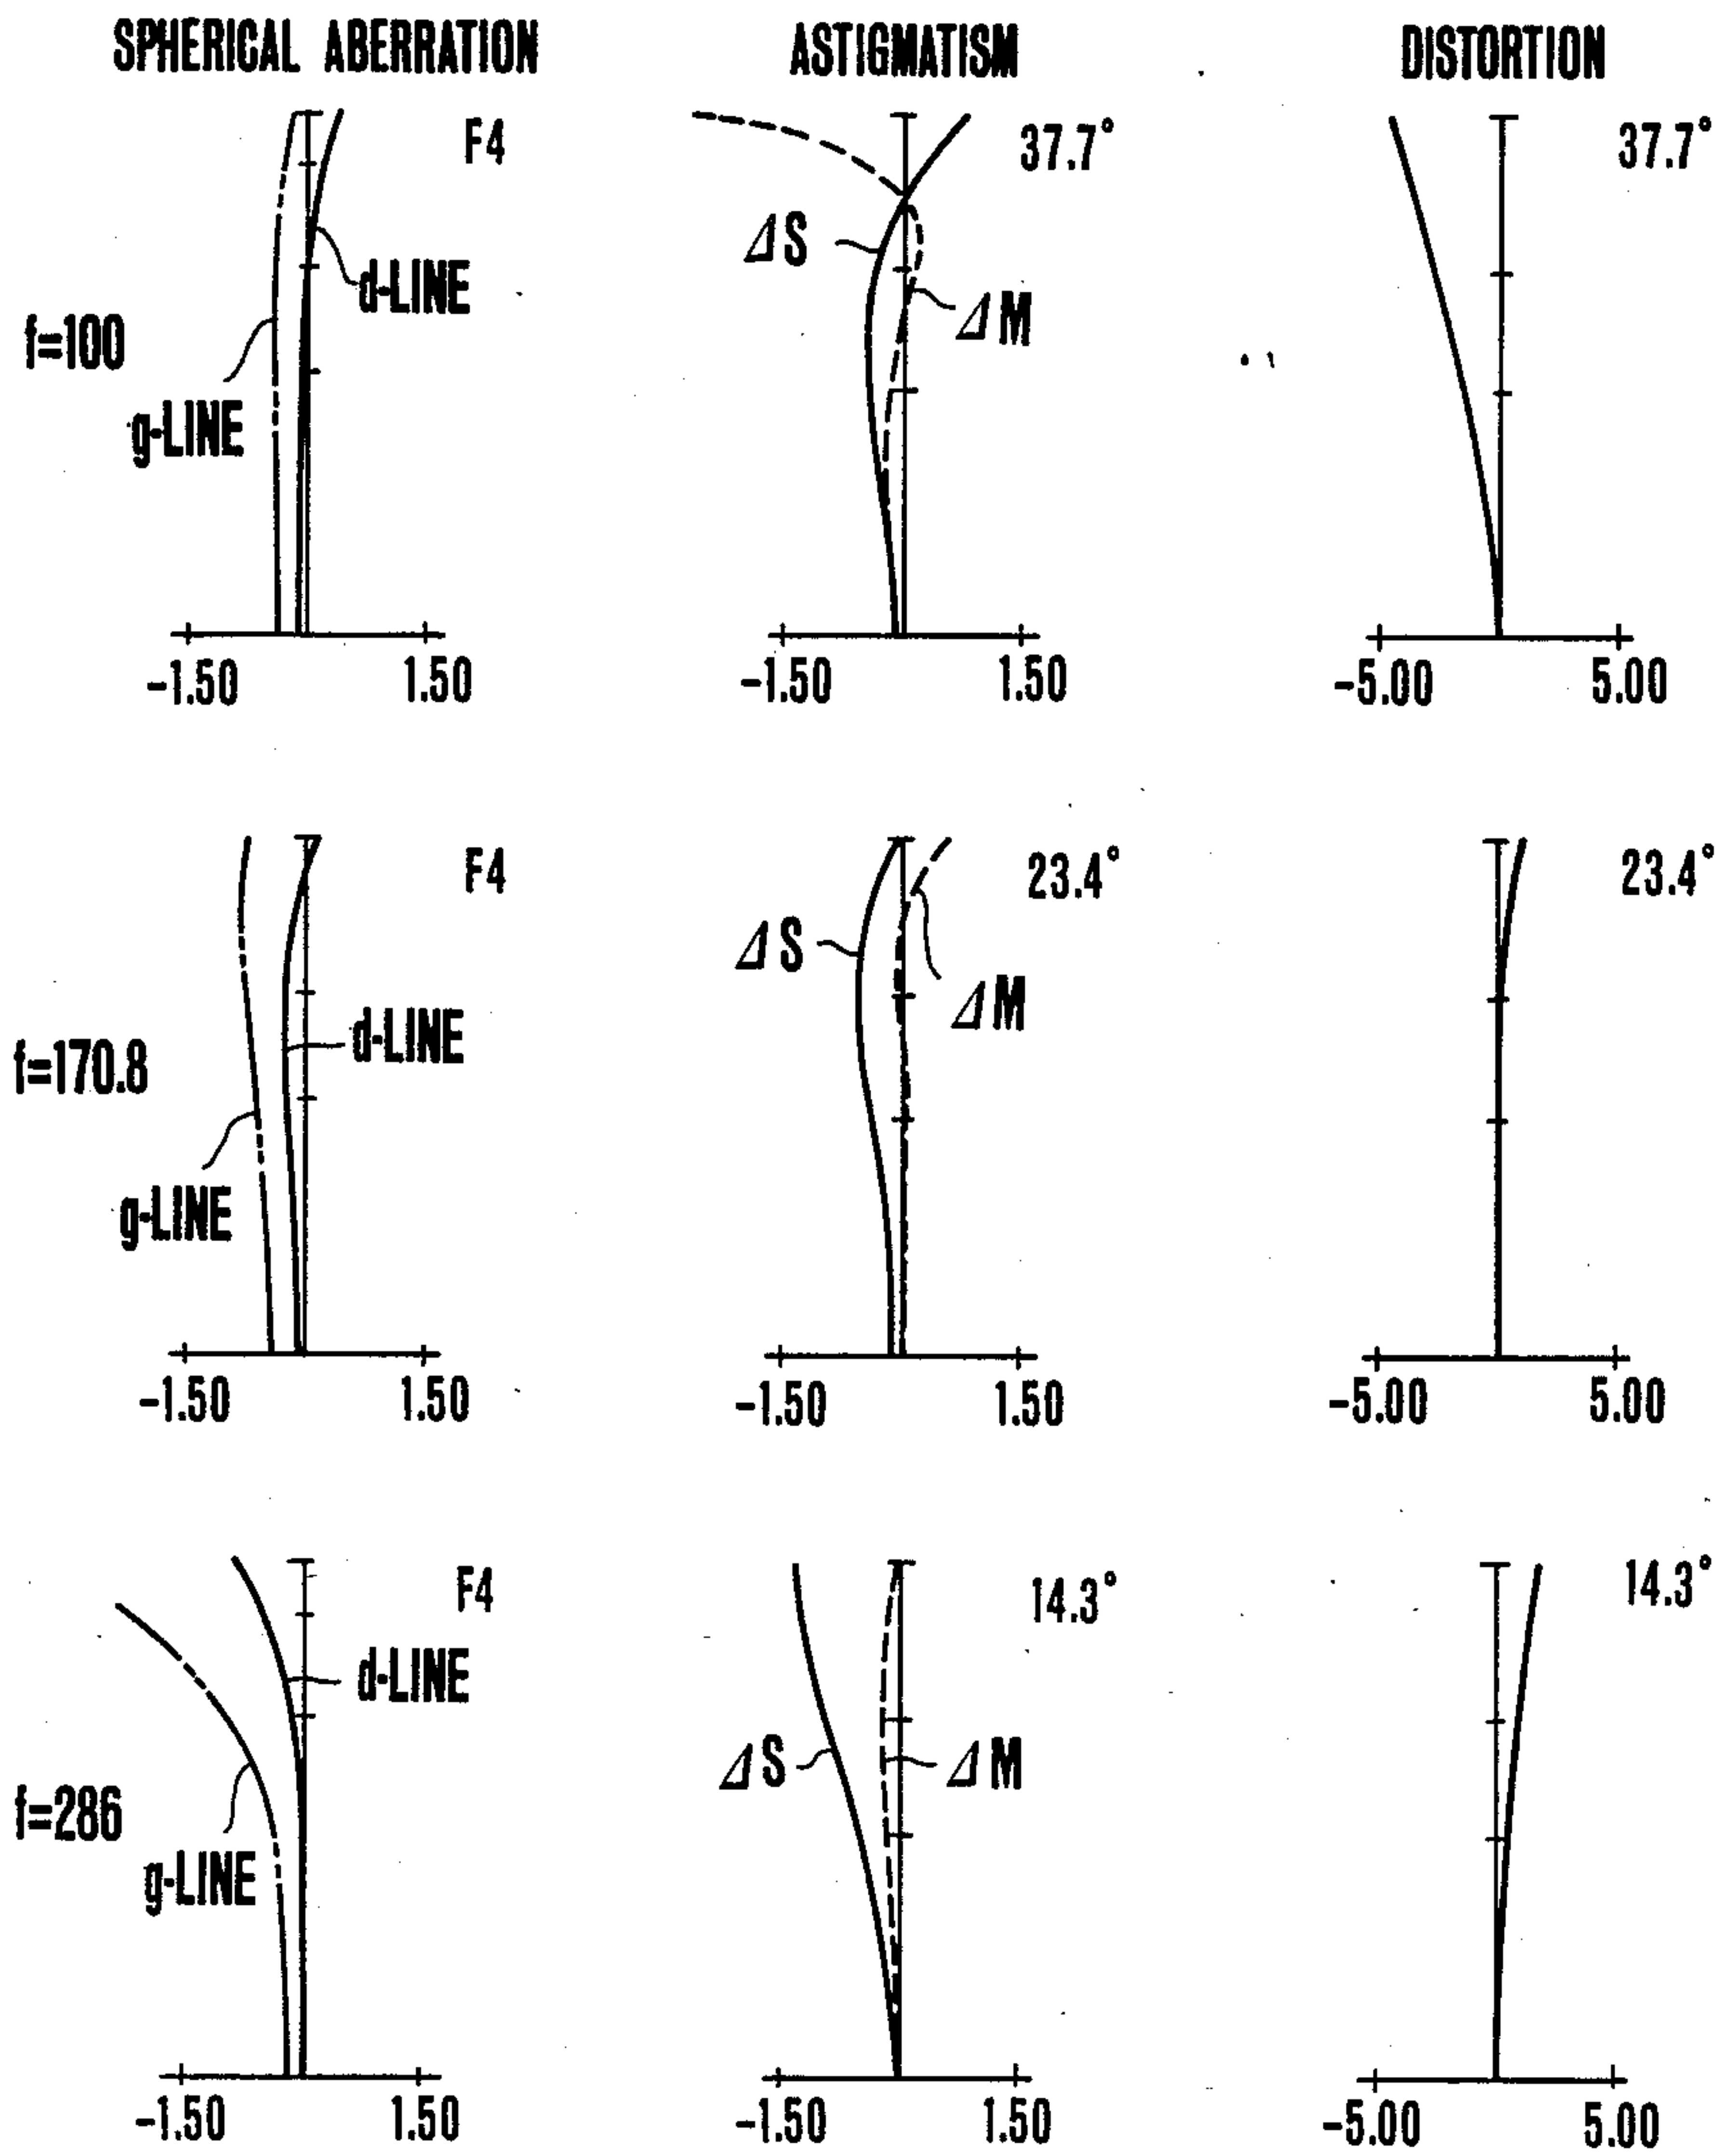 SPHERICAL ABERRATION ASTIGMATISM DISTORTION
F4 37.7° 37.7°
ΔS
d-LINE
ΔM
f=100
g-LINE
-1.50 1.50 -1.50 1.50 -5.00 5.00
F4 23.4° 23.4°
ΔS
ΔM
d-LINE
f=170.8
g-LINE
-1.50 1.50 -1.50 1.50 -5.00 5.00
F4 14.3° 14.3°
d-LINE
ΔS ΔM
f=286
g-LINE
-1.50 1.50 -1.50 1.50 -5.00 5.00